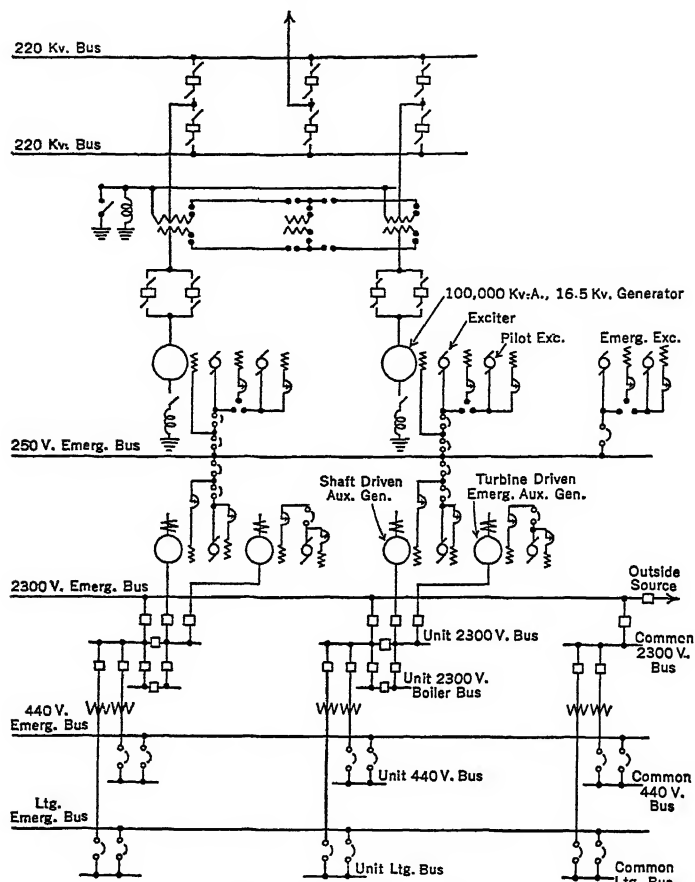 220 Kv. Bus
220 Kv. Bus
100,000 Kv.A., 16.5 Kv. Generator
Exciter
Pilot Exc.
Emerg. Exc.
250 V. Emerg. Bus
Shaft Driven
Aux. Gen.
Turbine Driven
Emerg. Aux. Gen.
2300 V. Emerg. Bus
Outside
Source
Unit 2300 V. Bus
Common
2300 V.
Bus
Unit 2300 V.
Boiler Bus
440 V.
Emerg. Bus
Unit 440 V. Bus
Common
440 V.
Bus
Ltg.
Emerg. Bus
Unit Ltg. Bus
Common
Ltg. Bus